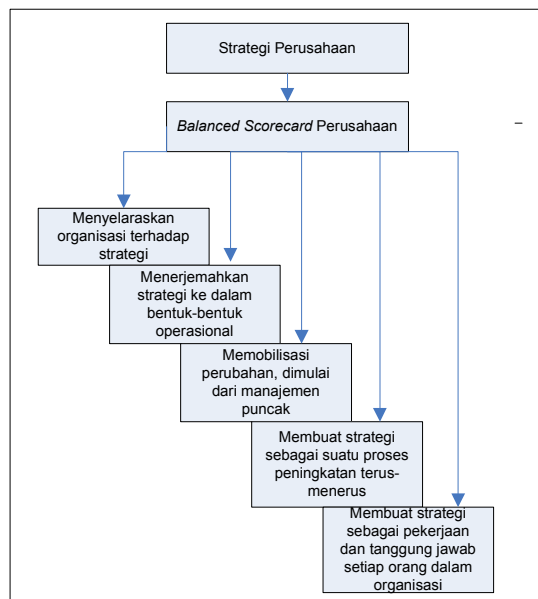 Strategi Perusahaan
Balanced Scorecard Perusahaan
–
Menyelaraskan
organisasi terhadap
strategi
Menerjemahkan
strategi ke dalam
bentuk-bentuk
operasional
Memobilisasi
perubahan, dimulai
dari manajemen
puncak
Membuat strategi
sebagai suatu proses
peningkatan terus-
menerus
Membuat strategi
sebagai pekerjaan
dan tanggung jawab
setiap orang dalam
organisasi